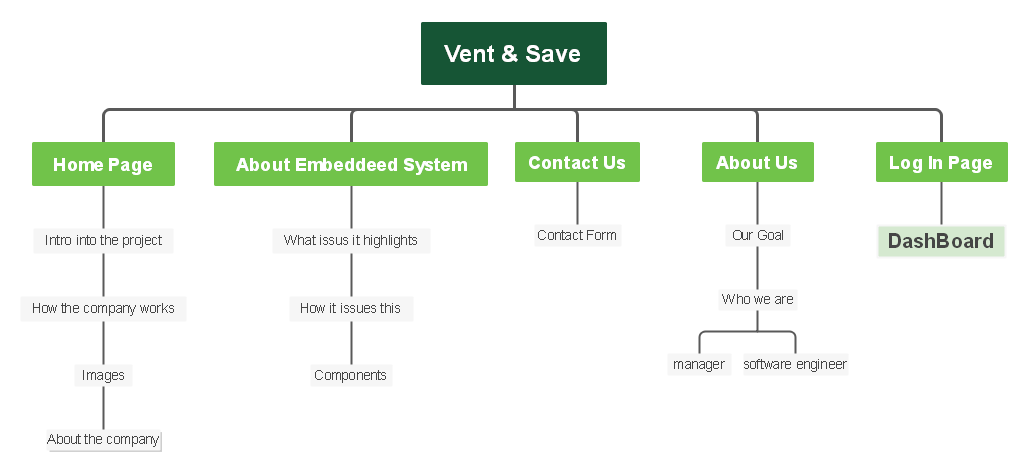 Vent & Save
Home Page
About Embeddeed System
Contact Us
About Us
Log In Page
Intro into the project
What issus it highlights
Contact Form
Our Goal
DashBoard
How the company works
How it issues this
Who we are
Images
Components
manager
software engineer
About the company